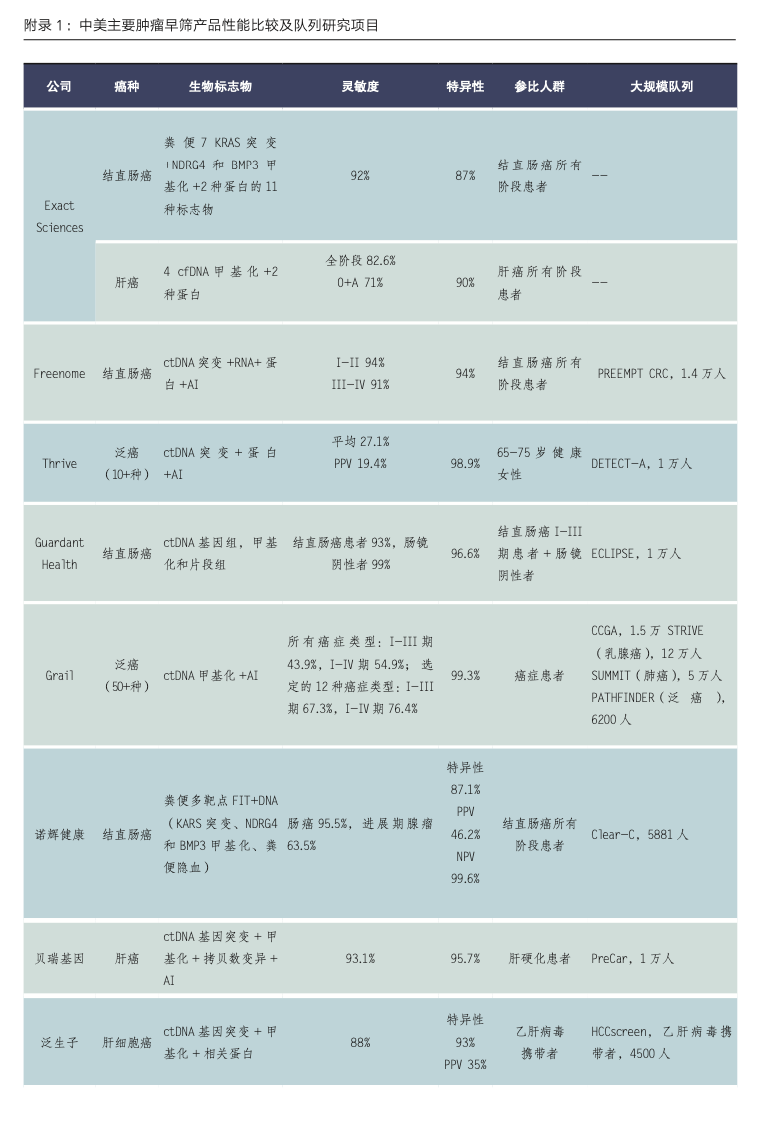 附录 1：中美主要肿瘤早筛产品性能比较及队列研究项目
公司 癌种 生物标志物 灵敏度 特异性 参比人群 大规模队列
Exact
Sciences
结直肠癌
粪便 7 KRAS 突变
NDRG4 和 BMP3 甲
基化 +2 种蛋白的 11
种标志物
92%
87%
结直肠癌所有
阶段患者
——
肝癌
4 cfDNA 甲基化 +2
种蛋白
全阶段 82.6%
0+A 71%
90%
肝癌所有阶段
患者
——
Freenome
结直肠癌
ctDNA 突变 +RNA+ 蛋
白 +AI
I-II 94%
III-IV 91%
94%
结直肠癌所有
阶段患者
PREEMPT CRC, 1.4 万人
Thrive
泛癌
（10+种）
ctDNA 突变 + 蛋白
+AI
平均 27.1%
PPV 19.4%
98.9%
65-75 岁健康
女性
DETECT-A, 1 万人
Guardant
Health
结直肠癌
ctDNA 基因组，甲基
化和片段组
结直肠癌患者 93%，肠镜
阴性者 99%
96.6%
结直肠癌 I-III
期患者 + 肠镜
阴性者
ECLIPSE, 1 万人
Grail
泛癌
（50+种）
ctDNA 甲基化 +AI
所有癌症类型：I-III 期
43.9%, I-IV 期 54.9%；选
定的 12 种癌症类型：I-III
期 67.3%, I-IV 期 76.4%
99.3%
癌症患者
CCGA, 1.5 万 STRIVE
（乳腺癌），12 万人
SUMMIT（肺癌），5 万人
PATHFINDER（泛癌），
6200 人
诺辉健康
结直肠癌
粪便多靶点 FIT+DNA
（KARS 突变、NDRG4
和 BMP3 甲基化、粪
便隐血）
肠癌 95.5%，进展期腺瘤
63.5%
特异性
87.1%
PPV
46.2%
NPV
99.6%
结直肠癌所有
阶段患者
Clear-C, 5881 人
贝瑞基因
肝癌
ctDNA 基因突变 + 甲
基化 + 拷贝数变异 +
AI
93.1%
95.7%
肝硬化患者
PreCar, 1 万人
泛生子
肝细胞癌
ctDNA 基因突变 + 甲
基化 + 相关蛋白
88%
特异性
93%
PPV 35%
乙肝病毒
携带者
HCCscreen, 乙肝病毒携
带者，4500 人